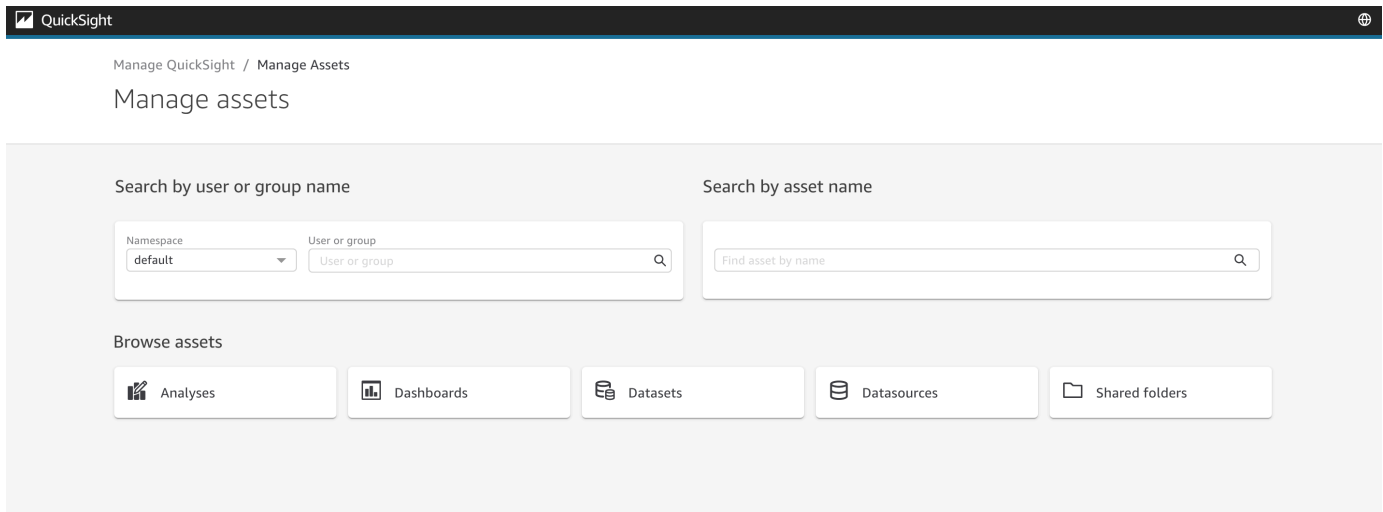 QuickSight
Manage QuickSight / Manage Assets
Manage assets
Search by user or group name
Search by asset name
Namespace
User or group
default
User or group
Find asset by name
Browse assets
Analyses
Dashboards
Datasets
Datasources
Shared folders